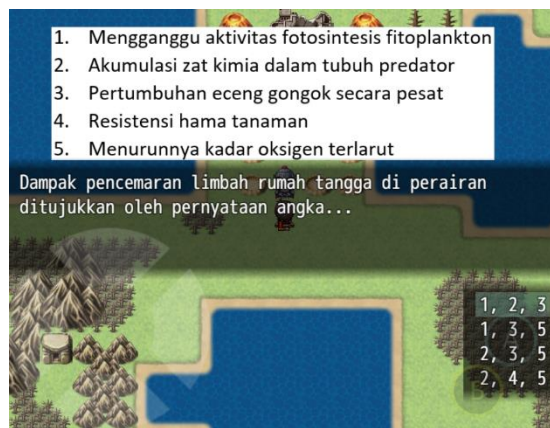 1. Mengganggu aktivitas fotosintesis fitoplankton
2. Akumulasi zat kimia dalam tubuh predator
3. Pertumbuhan eceng gongok secara pesat
4. Resistensi hama tanaman
5. Menurunnya kadar oksigen terlarut
Dampak pencemaran limbah rumah tangga di perairan
ditujukkan oleh pernyataan angka...
1, 2, 3
1, 3, 5
2, 3, 5
2, 4, 5
A
B